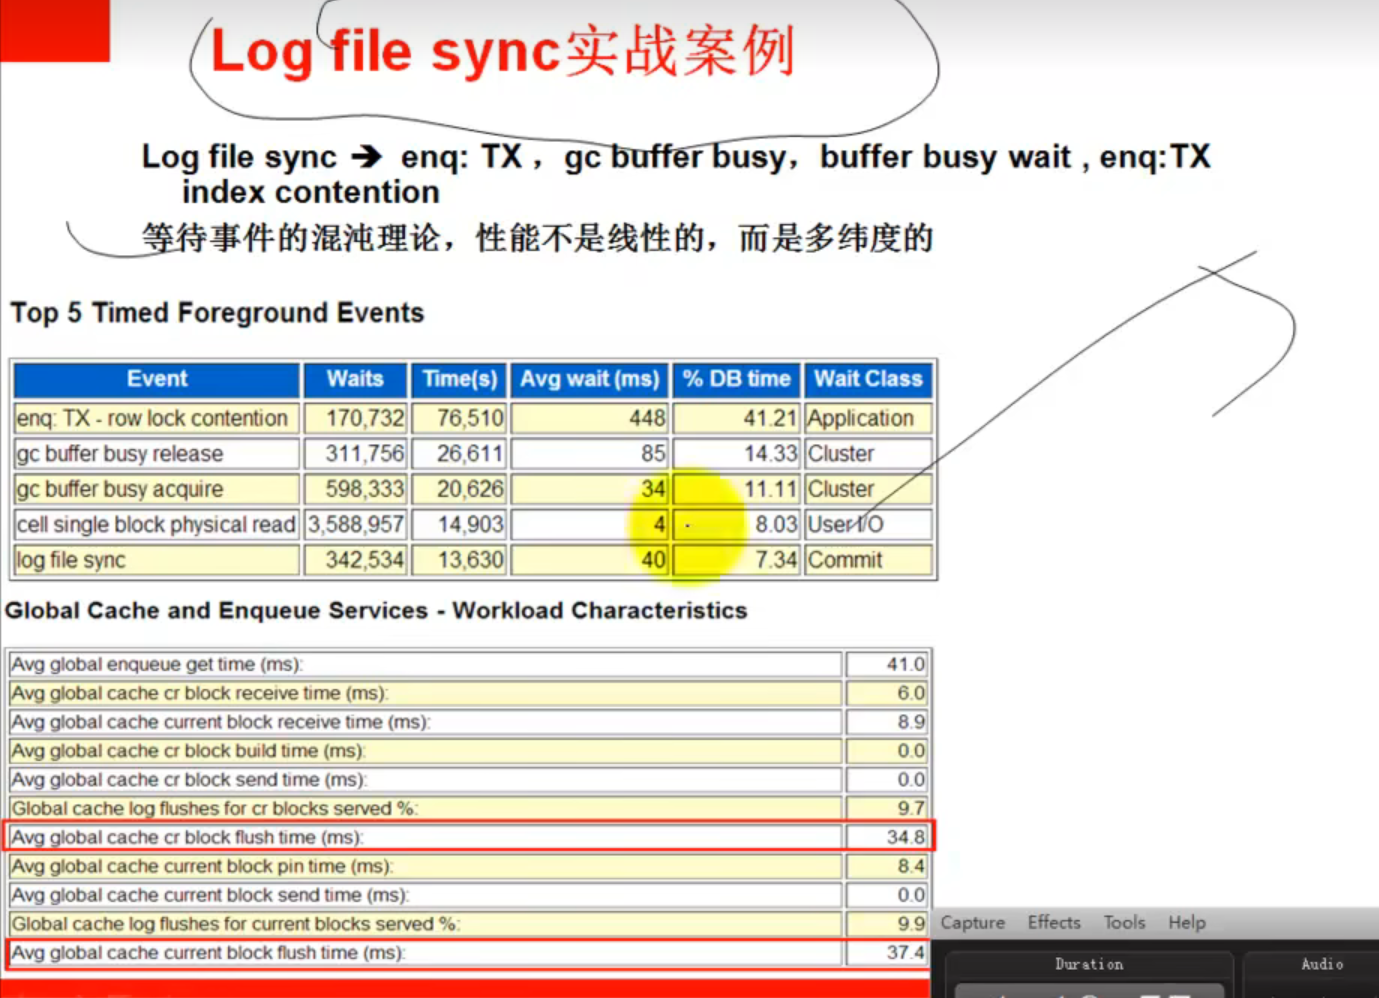 Log file sync实战案例
Log file sync ➔ enq: TX ，gc buffer busy，buffer busy wait , enq:TX
index contention
等待事件的混沌理论，性能不是线性的，而是多纬度的
Top 5 Timed Foreground Events
Event Waits Time(s) Avg wait (ms) % DB time Wait Class
enq: TX - row lock contention 170,732 76,510 448 41.21 Application
gc buffer busy release 311,756 26,611 85 14.33 Cluster
gc buffer busy acquire 598,333 20,626 34 11.11 Cluster
cell single block physical read 3,588,957 14,903 4 8.03 User I/O
log file sync 342,534 13,630 40 7.34 Commit
Global Cache and Enqueue Services - Workload Characteristics
Avg global enqueue get time (ms): 41.0
Avg global cache cr block receive time (ms): 6.0
Avg global cache current block receive time (ms): 8.9
Avg global cache cr block build time (ms): 0.0
Avg global cache cr block send time (ms): 0.0
Global cache log flushes for cr blocks served %: 9.7
Avg global cache cr block flush time (ms): 34.8
Avg global cache current block pin time (ms): 8.4
Avg global cache current block send time (ms): 0.0
Global cache log flushes for current blocks served %: 9.9
Avg global cache current block flush time (ms): 37.4
Capture Effects Tools Help
Duration Audio